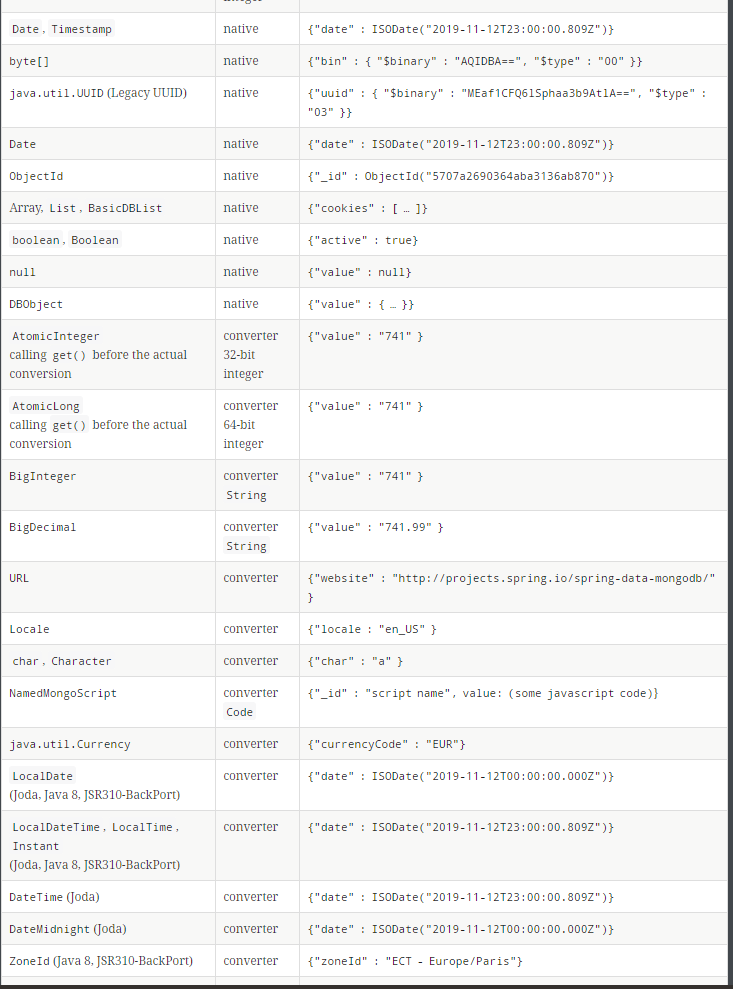 integer
Date, Timestamp native {"date" : ISODate("2019-11-12T23:00:00.809Z")}
byte[] native {"bin" : { "$binary" : "AQIDBA==", "$type" : "00" }}
java.util.UUID (Legacy UUID) native {"uuid" : { "$binary" : "MEaf1CFQ6lSphaa3b9AtlA==", "$type" :
"03" }}
Date native {"date" : ISODate("2019-11-12T23:00:00.809Z")}
ObjectId native {"_id" : ObjectId("5707a2690364aba3136ab870")}
Array, List, BasicDBList native {"cookies" : [ … ]}
boolean, Boolean native {"active" : true}
null native {"value" : null}
DBObject native {"value" : { … }}
AtomicInteger converter {"value" : "741" }
calling get() before the actual 32-bit
conversion integer
AtomicLong converter {"value" : "741" }
calling get() before the actual 64-bit
conversion integer
BigInteger converter {"value" : "741" }
String
BigDecimal converter {"value" : "741.99" }
String
URL converter {"website" : "http://projects.spring.io/spring-data-mongodb/"
}
Locale converter {"locale : "en_US" }
char, Character converter {"char" : "a" }
NamedMongoScript converter {"_id" : "script name", value: (some javascript code)}
Code
java.util.Currency converter {"currencyCode" : "EUR"}
LocalDate converter {"date" : ISODate("2019-11-12T00:00:00.000Z")}
(Joda, Java 8, JSR310-BackPort)
LocalDateTime, LocalTime, converter {"date" : ISODate("2019-11-12T23:00:00.809Z")}
Instant
(Joda, Java 8, JSR310-BackPort)
DateTime (Joda) converter {"date" : ISODate("2019-11-12T23:00:00.809Z")}
DateMidnight (Joda) converter {"date" : ISODate("2019-11-12T00:00:00.000Z")}
ZoneId (Java 8, JSR310-BackPort) converter {"zoneId" : "ECT - Europe/Paris"}